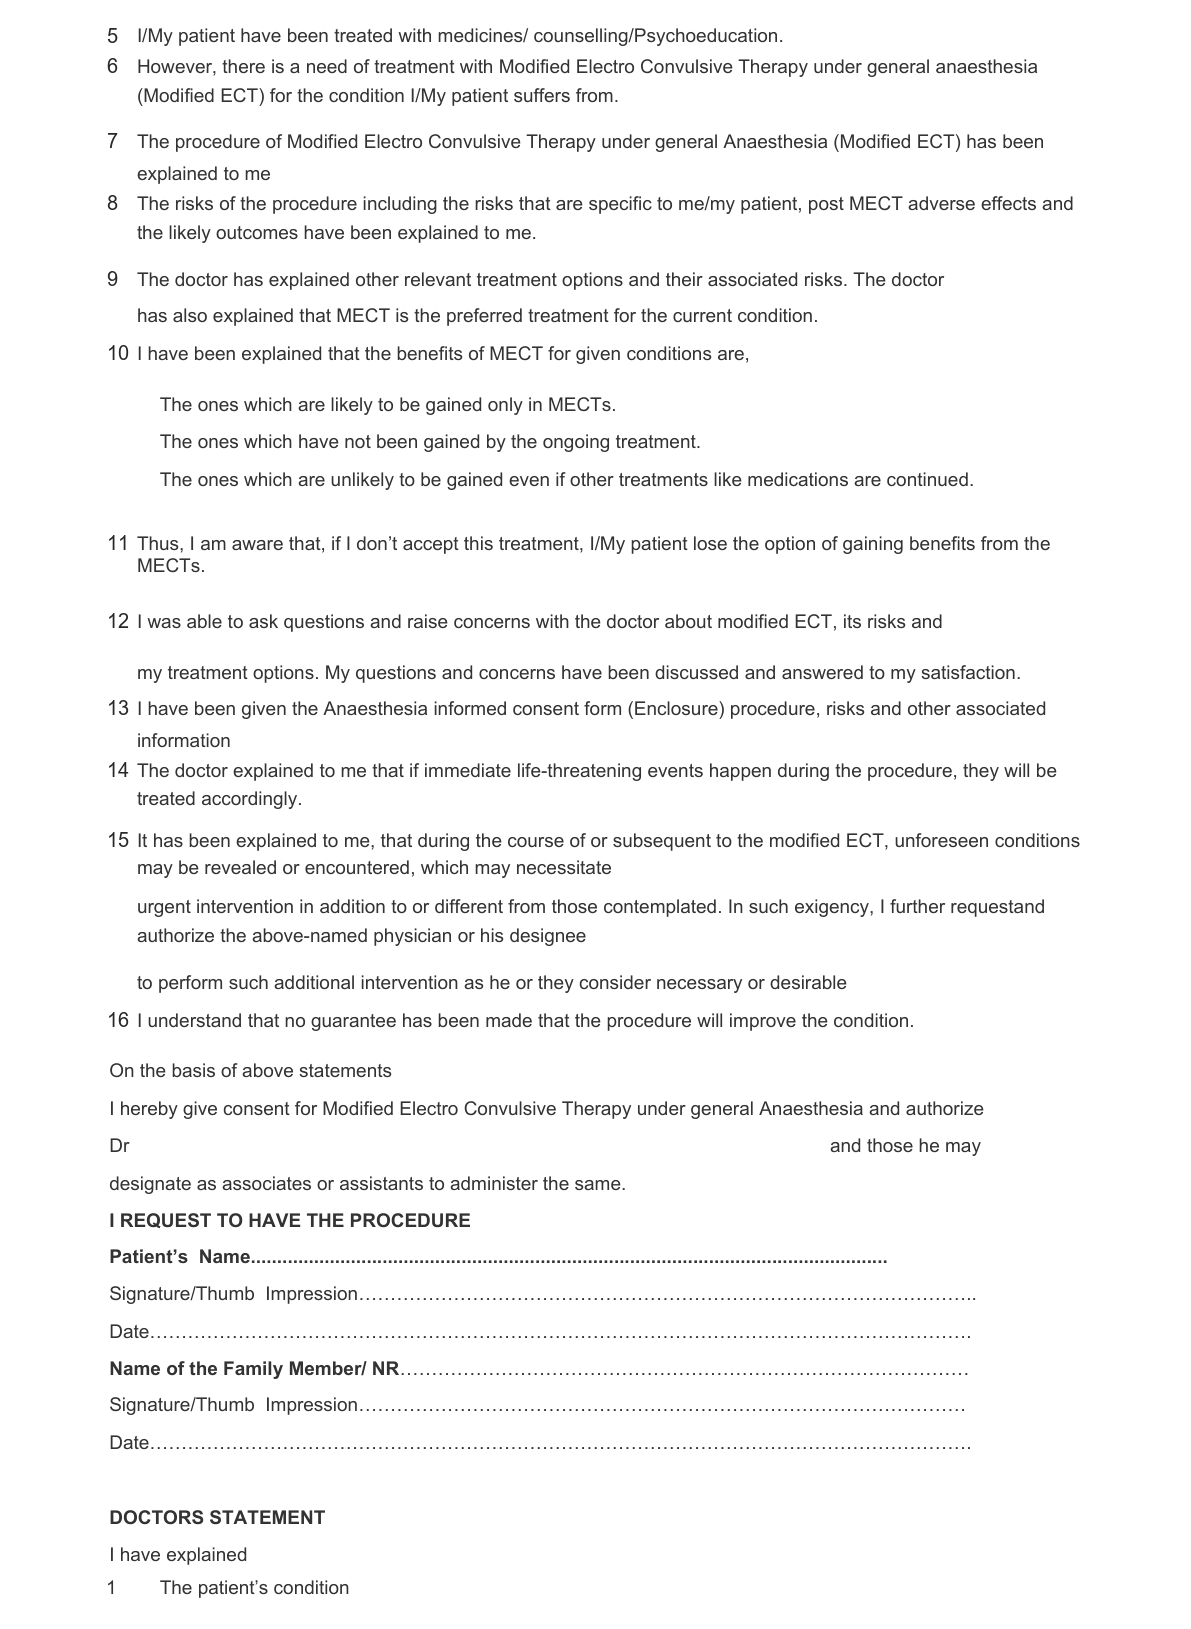 5 I/My patient have been treated with medicines/ counselling/Psychoeducation.
6 However, there is a need of treatment with Modified Electro Convulsive Therapy under general anaesthesia
(Modified ECT) for the condition I/My patient suffers from.
7 The procedure of Modified Electro Convulsive Therapy under general Anaesthesia (Modified ECT) has been
explained to me
8 The risks of the procedure including the risks that are specific to me/my patient, post MECT adverse effects and
the likely outcomes have been explained to me.
9 The doctor has explained other relevant treatment options and their associated risks. The doctor
has also explained that MECT is the preferred treatment for the current condition.
10 I have been explained that the benefits of MECT for given conditions are,
The ones which are likely to be gained only in MECTs.
The ones which have not been gained by the ongoing treatment.
The ones which are unlikely to be gained even if other treatments like medications are continued.
11 Thus, I am aware that, if I don’t accept this treatment, I/My patient lose the option of gaining benefits from the
MECTs.
12 I was able to ask questions and raise concerns with the doctor about modified ECT, its risks and
my treatment options. My questions and concerns have been discussed and answered to my satisfaction.
13 I have been given the Anaesthesia informed consent form (Enclosure) procedure, risks and other associated
information
14 The doctor explained to me that if immediate life-threatening events happen during the procedure, they will be
treated accordingly.
15 It has been explained to me, that during the course of or subsequent to the modified ECT, unforeseen conditions
may be revealed or encountered, which may necessitate
urgent intervention in addition to or different from those contemplated. In such exigency, I further requestand
authorize the above-named physician or his designee
to perform such additional intervention as he or they consider necessary or desirable
16 I understand that no guarantee has been made that the procedure will improve the condition.
On the basis of above statements
I hereby give consent for Modified Electro Convulsive Therapy under general Anaesthesia and authorize
Dr and those he may
designate as associates or assistants to administer the same.
I REQUEST TO HAVE THE PROCEDURE
Patient’s Name.........................................................................................................................
Signature/Thumb Impression……………………………………………………………………………………..
Date…………………………………………………………………………………………………………………
Name of the Family Member/ NR………………………………………………………………………………
Signature/Thumb Impression……………………………………………………………………………………
Date…………………………………………………………………………………………………………………
DOCTORS STATEMENT
I have explained
1 The patient’s condition